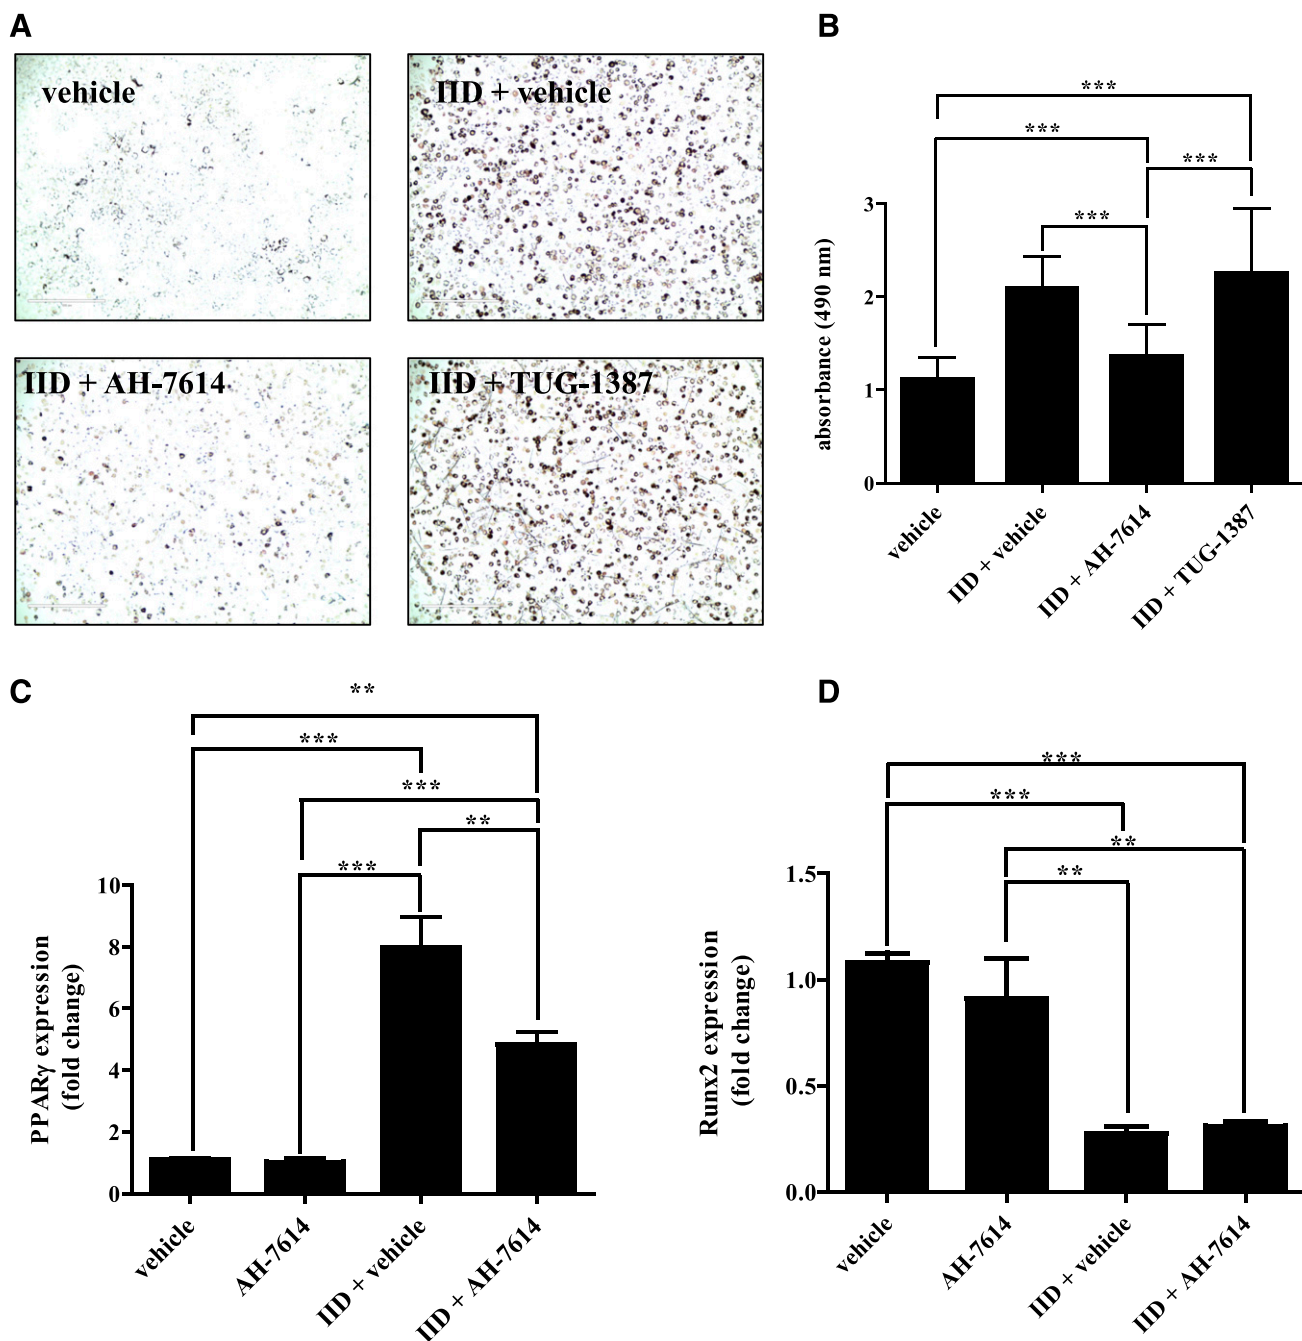 A
vehicle
IID + vehicle
IID + AH-7614
IID + TUG-1387
B
***
***
***
***
absorbance (490 nm)
3
2
1
0
vehicle
IID + vehicle
IID + AH-7614
IID + TUG-1387
C
**
***
***
**
***
PPARγ expression
(fold change)
10
8
6
4
2
0
vehicle
AH-7614
IID + vehicle
IID + AH-7614
D
***
***
**
**
Runx2 expression
(fold change)
1.5
1.0
0.5
0.0
vehicle
AH-7614
IID + vehicle
IID + AH-7614